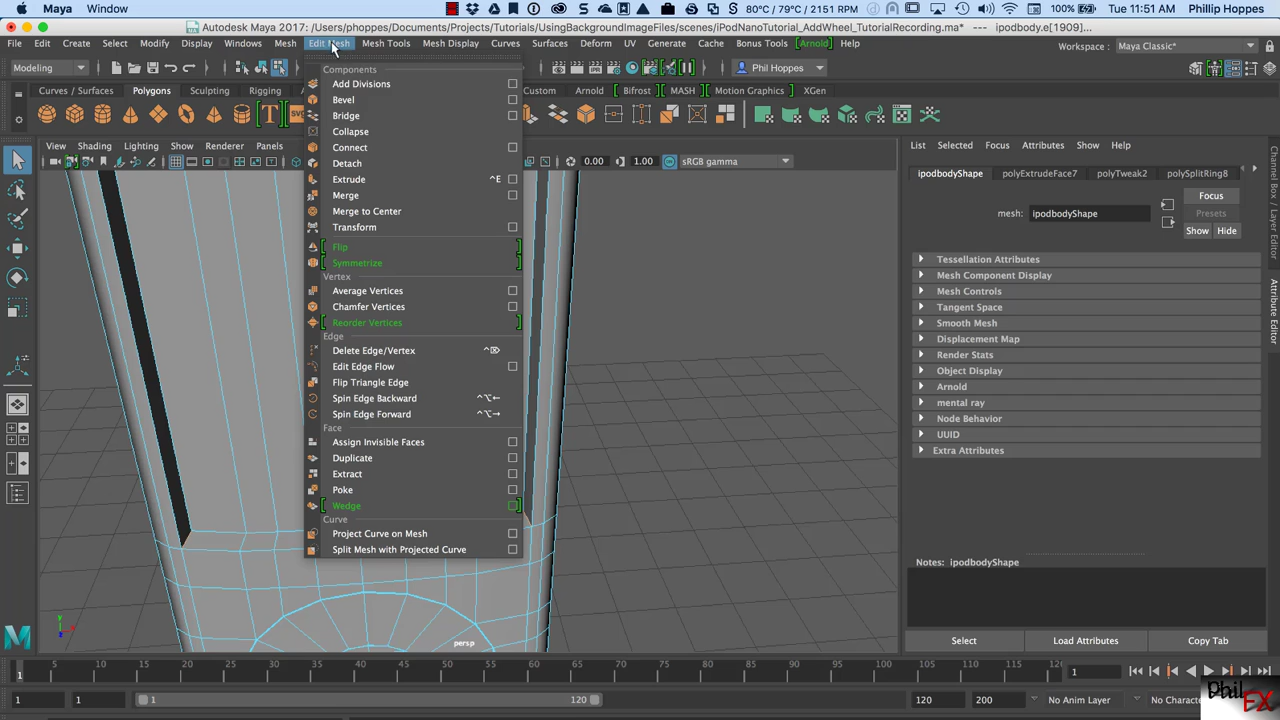 Maya Window 80°C/79°C / 2151 RPM 100% Tue 11:51 AM Phillip Hoppes
Autodesk Maya 2017: /Users/phoppes/Documents/Projects/Tutorials/UsingBackgroundImageFiles/scenes/iPodNanoTutorial_AddWheel_TutorialRecording.ma* --- ipodbody.e[1909]...
File Edit Create Select Modify Display Windows Mesh Edit Mesh Mesh Tools Mesh Display Curves Surfaces Deform UV Generate Cache Bonus Tools [Arnold] Help Workspace : Maya Classic*
Modeling Phil Hoppes
Curves / Surfaces Polygons Sculpting Rigging Custom Arnold Bifrost MASH Motion Graphics XGen
View Shading Lighting Show Renderer Panels 0.00 1.00 sRGB gamma
Components
Add Divisions
Bevel
Bridge
Collapse
Connect
Detach
Extrude ^E
Merge
Merge to Center
Transform
Flip
Symmetrize
Vertex
Average Vertices
Chamfer Vertices
Reorder Vertices
Edge
Delete Edge/Vertex ^⌦
Edit Edge Flow
Flip Triangle Edge
Spin Edge Backward ^⌥←
Spin Edge Forward ^⌥→
Face
Assign Invisible Faces
Duplicate
Extract
Poke
Wedge
Curve
Project Curve on Mesh
Split Mesh with Projected Curve
persp
List Selected Focus Attributes Show Help
ipodbodyShape polyExtrudeFace7 polyTweak2 polySplitRing8
Focus
mesh: ipodbodyShape Presets
Show Hide
Tessellation Attributes
Mesh Component Display
Mesh Controls
Tangent Space
Smooth Mesh
Displacement Map
Render Stats
Object Display
Arnold
mental ray
Node Behavior
UUID
Extra Attributes
Notes: ipodbodyShape
Select Load Attributes Copy Tab
Channel Box / Layer Editor
Attribute Editor
5 10 15 20 25 30 35 40 45 50 55 60 65 70 75 80 85 90 95 100 105 110 115 120 1
1
1 1 1 120 120 200 No Anim Layer No Character
Phil FX